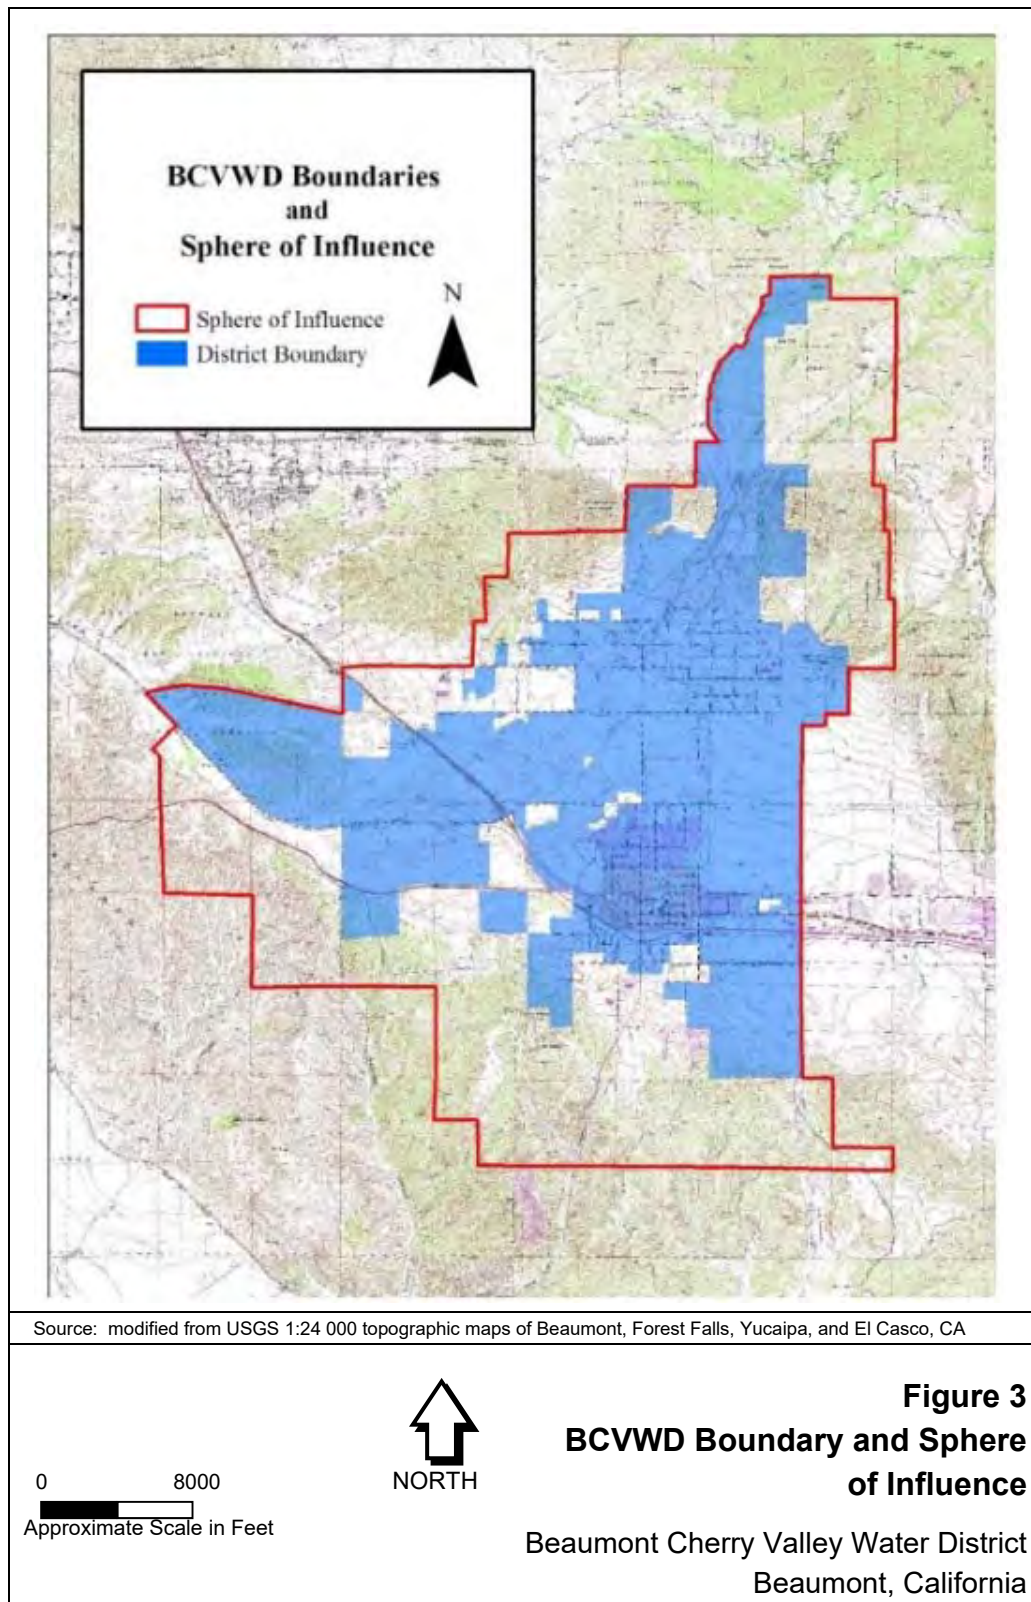 BCVWD Boundaries
and
Sphere of Influence
N
Sphere of Influence
District Boundary
Source: modified from USGS 1:24 000 topographic maps of Beaumont, Forest Falls, Yucaipa, and El Casco, CA
0 8000
Approximate Scale in Feet
NORTH
Figure 3
BCVWD Boundary and Sphere
of Influence
Beaumont Cherry Valley Water District
Beaumont, California